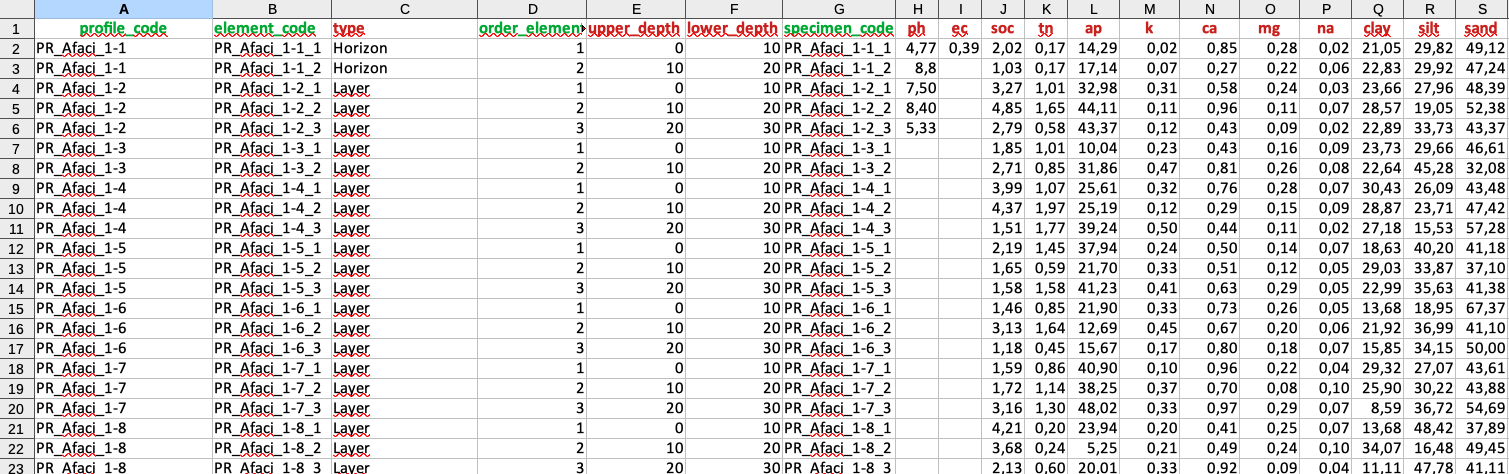 A B C D E F G H I J K L M N O P Q R S
1 profile_code element_code type order_elemen upper_depth lower_depth specimen_code ph ec soc tn ap k ca mg na clay silt sand
2 PR_Afaci_1-1 PR_Afaci_1-1_1 Horizon 1 0 10 PR_Afaci_1-1_1 4,77 0,39 2,02 0,17 14,29 0,02 0,85 0,28 0,02 21,05 29,82 49,12
3 PR_Afaci_1-1 PR_Afaci_1-1_2 Horizon 2 10 20 PR_Afaci_1-1_2 8,8 1,03 0,17 17,14 0,07 0,27 0,22 0,06 22,83 29,92 47,24
4 PR_Afaci_1-2 PR_Afaci_1-2_1 Layer 1 0 10 PR_Afaci_1-2_1 7,50 3,27 1,01 32,98 0,31 0,58 0,24 0,03 23,66 27,96 48,39
5 PR_Afaci_1-2 PR_Afaci_1-2_2 Layer 2 10 20 PR_Afaci_1-2_2 8,40 4,85 1,65 44,11 0,11 0,96 0,11 0,07 28,57 19,05 52,38
6 PR_Afaci_1-2 PR_Afaci_1-2_3 Layer 3 20 30 PR_Afaci_1-2_3 5,33 2,79 0,58 43,37 0,12 0,43 0,09 0,02 22,89 33,73 43,37
7 PR_Afaci_1-3 PR_Afaci_1-3_1 Layer 1 0 10 PR_Afaci_1-3_1 1,85 1,01 10,04 0,23 0,43 0,16 0,09 23,73 29,66 46,61
8 PR_Afaci_1-3 PR_Afaci_1-3_2 Layer 2 10 20 PR_Afaci_1-3_2 2,71 0,85 31,86 0,47 0,81 0,26 0,08 22,64 45,28 32,08
9 PR_Afaci_1-4 PR_Afaci_1-4_1 Layer 1 0 10 PR_Afaci_1-4_1 3,99 1,07 25,61 0,32 0,76 0,28 0,07 30,43 26,09 43,48
10 PR_Afaci_1-4 PR_Afaci_1-4_2 Layer 2 10 20 PR_Afaci_1-4_2 4,37 1,97 25,19 0,12 0,29 0,15 0,09 28,87 23,71 47,42
11 PR_Afaci_1-4 PR_Afaci_1-4_3 Layer 3 20 30 PR_Afaci_1-4_3 1,51 1,77 39,24 0,50 0,44 0,11 0,02 27,18 15,53 57,28
12 PR_Afaci_1-5 PR_Afaci_1-5_1 Layer 1 0 10 PR_Afaci_1-5_1 2,19 1,45 37,94 0,24 0,50 0,14 0,07 18,63 40,20 41,18
13 PR_Afaci_1-5 PR_Afaci_1-5_2 Layer 2 10 20 PR_Afaci_1-5_2 1,65 0,59 21,70 0,33 0,51 0,12 0,05 29,03 33,87 37,10
14 PR_Afaci_1-5 PR_Afaci_1-5_3 Layer 3 20 30 PR_Afaci_1-5_3 1,58 1,58 41,23 0,41 0,63 0,29 0,05 22,99 35,63 41,38
15 PR_Afaci_1-6 PR_Afaci_1-6_1 Layer 1 0 10 PR_Afaci_1-6_1 1,46 0,85 21,90 0,33 0,73 0,26 0,05 13,68 18,95 67,37
16 PR_Afaci_1-6 PR_Afaci_1-6_2 Layer 2 10 20 PR_Afaci_1-6_2 3,13 1,64 12,69 0,45 0,67 0,20 0,06 21,92 36,99 41,10
17 PR_Afaci_1-6 PR_Afaci_1-6_3 Layer 3 20 30 PR_Afaci_1-6_3 1,18 0,45 15,67 0,17 0,80 0,18 0,07 15,85 34,15 50,00
18 PR_Afaci_1-7 PR_Afaci_1-7_1 Layer 1 0 10 PR_Afaci_1-7_1 1,59 0,86 40,90 0,10 0,96 0,22 0,04 29,32 27,07 43,61
19 PR_Afaci_1-7 PR_Afaci_1-7_2 Layer 2 10 20 PR_Afaci_1-7_2 1,72 1,14 38,25 0,37 0,70 0,08 0,10 25,90 30,22 43,88
20 PR_Afaci_1-7 PR_Afaci_1-7_3 Layer 3 20 30 PR_Afaci_1-7_3 3,16 1,30 48,02 0,33 0,97 0,29 0,07 8,59 36,72 54,69
21 PR_Afaci_1-8 PR_Afaci_1-8_1 Layer 1 0 10 PR_Afaci_1-8_1 4,21 0,20 23,94 0,20 0,41 0,25 0,07 13,68 48,42 37,89
22 PR_Afaci_1-8 PR_Afaci_1-8_2 Layer 2 10 20 PR_Afaci_1-8_2 3,68 0,24 5,25 0,21 0,49 0,24 0,10 34,07 16,48 49,45
23 PR_Afaci_1-8 PR_Afaci_1-8_3 Layer 3 20 30 PR_Afaci_1-8_3 2,13 0,60 20,01 0,33 0,92 0,09 0,04 11,11 47,78 41,11